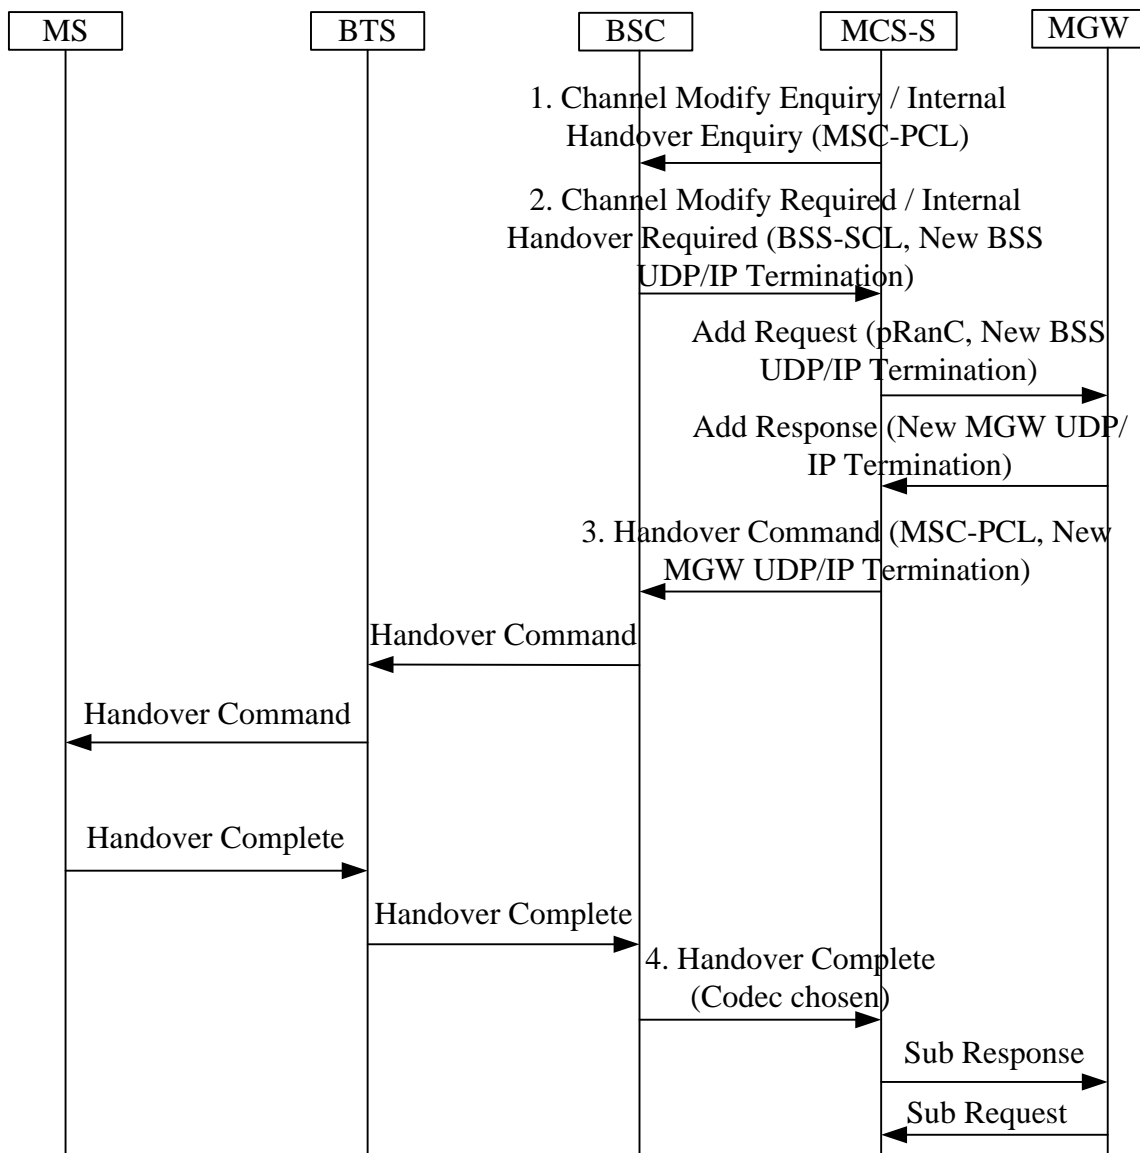 MS
BTS
BSC
MCS-S
MGW
1. Channel Modify Enquiry / Internal
Handover Enquiry (MSC-PCL)
2. Channel Modify Required / Internal
Handover Required (BSS-SCL, New BSS
UDP/IP Termination)
Add Request (pRanC, New BSS
UDP/IP Termination)
Add Response (New MGW UDP/
IP Termination)
3. Handover Command (MSC-PCL, New
MGW UDP/IP Termination)
Handover Command
Handover Command
Handover Complete
Handover Complete
4. Handover Complete
(Codec chosen)
Sub Response
Sub Request